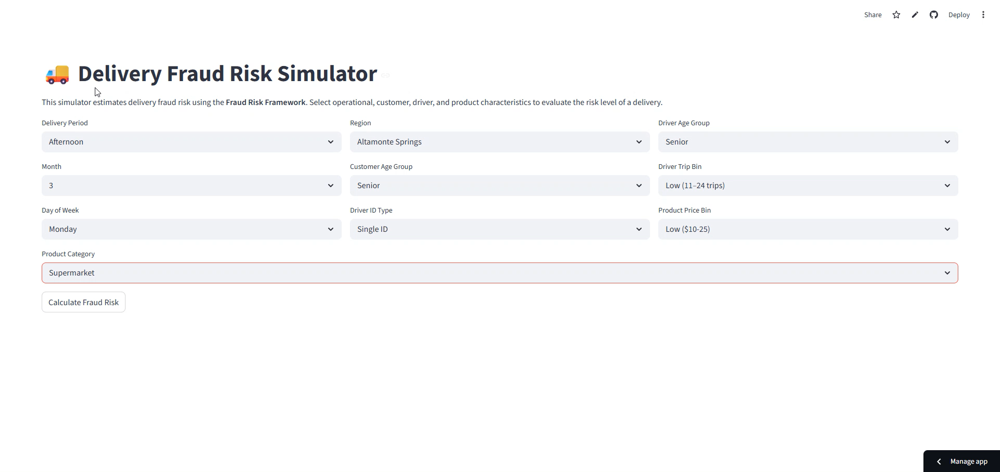 Share
Deploy
Delivery Fraud Risk Simulator
This simulator estimates delivery fraud risk using the Fraud Risk Framework. Select operational, customer, driver, and product characteristics to evaluate the risk level of a delivery.
Delivery Period
Region
Driver Age Group
Afternoon
Altamonte Springs
Senior
Month
Customer Age Group
Driver Trip Bin
3
Senior
Low (11–24 trips)
Day of Week
Driver ID Type
Product Price Bin
Monday
Single ID
Low ($10-25)
Product Category
Supermarket
Calculate Fraud Risk
Manage app